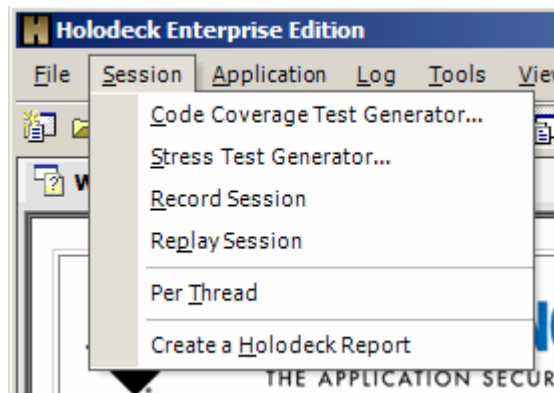 Holodeck Enterprise Edition
File Session Application Log Tools View
Code Coverage Test Generator...
Stress Test Generator...
Record Session
Replay Session
Per Thread
Create a Holodeck Report
THE APPLICATION SECUR